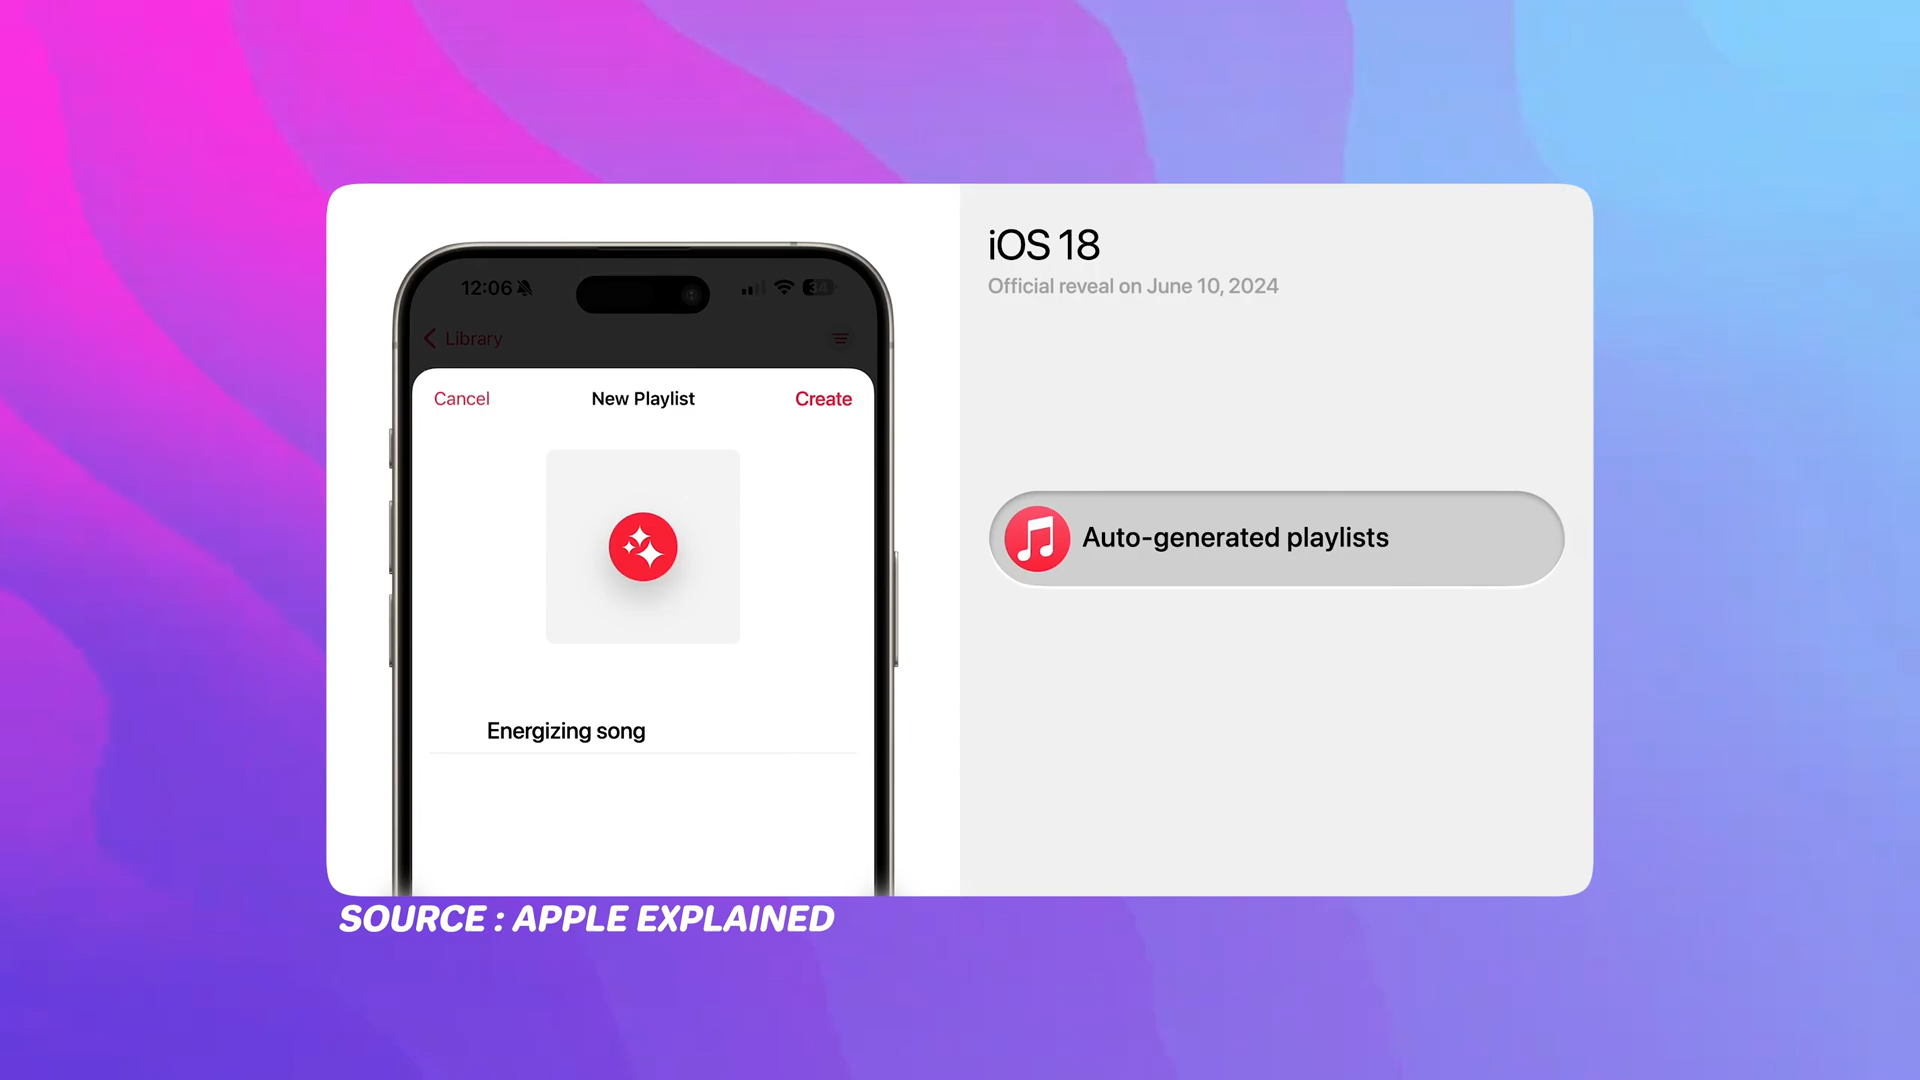 iOS 18
Official reveal on June 10, 2024
12:06
34
Library
Cancel
New Playlist
Create
Auto-generated playlists
Energizing song
SOURCE : APPLE EXPLAINED